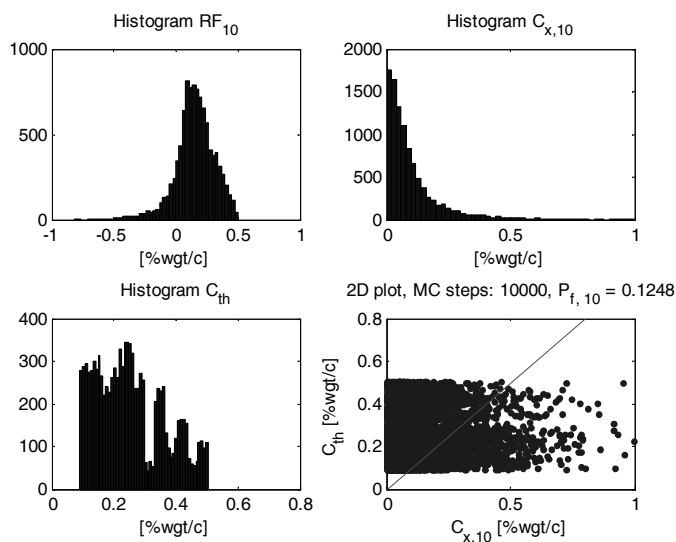 Histogram RF10
1000
500
0
-1 -0.5 0 0.5 1
[%wgt/c]
Histogram Cx,10
2000
1500
1000
500
0
0 0.5 1
[%wgt/c]
Histogram Cth
400
300
200
100
0
0 0.2 0.4 0.6 0.8
[%wgt/c]
2D plot, MC steps: 10000, Pf, 10 = 0.1248
0.8
0.6
0.4
0.2
0
Cth [%wgt/c]
0 0.5 1
Cx,10 [%wgt/c]